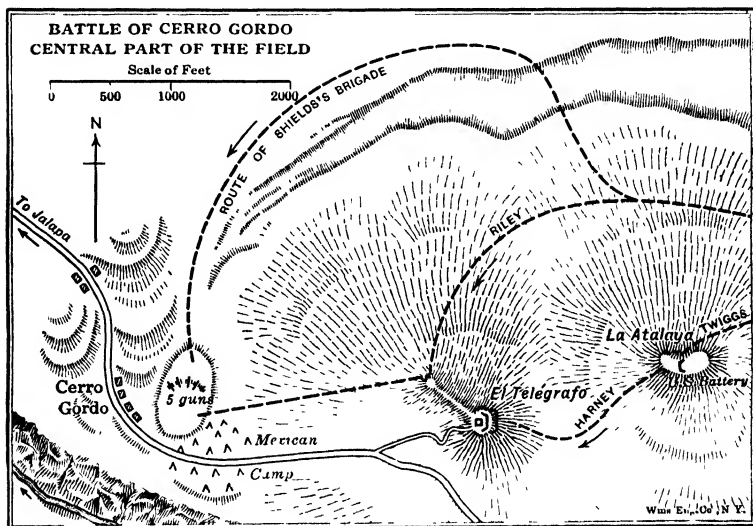 BATTLE OF CERRO GORDO
CENTRAL PART OF THE FIELD
Scale of Feet
0 500 1000 2000
N
ROUTE OF SHIELDS'S BRIGADE
To Jalapa
RILEY
TWIGGS
La Atalaya
U.S. Battery
El Telégrafo
HARNEY
5 guns
Cerro
Gordo
Mexican
Camp
N.Y.